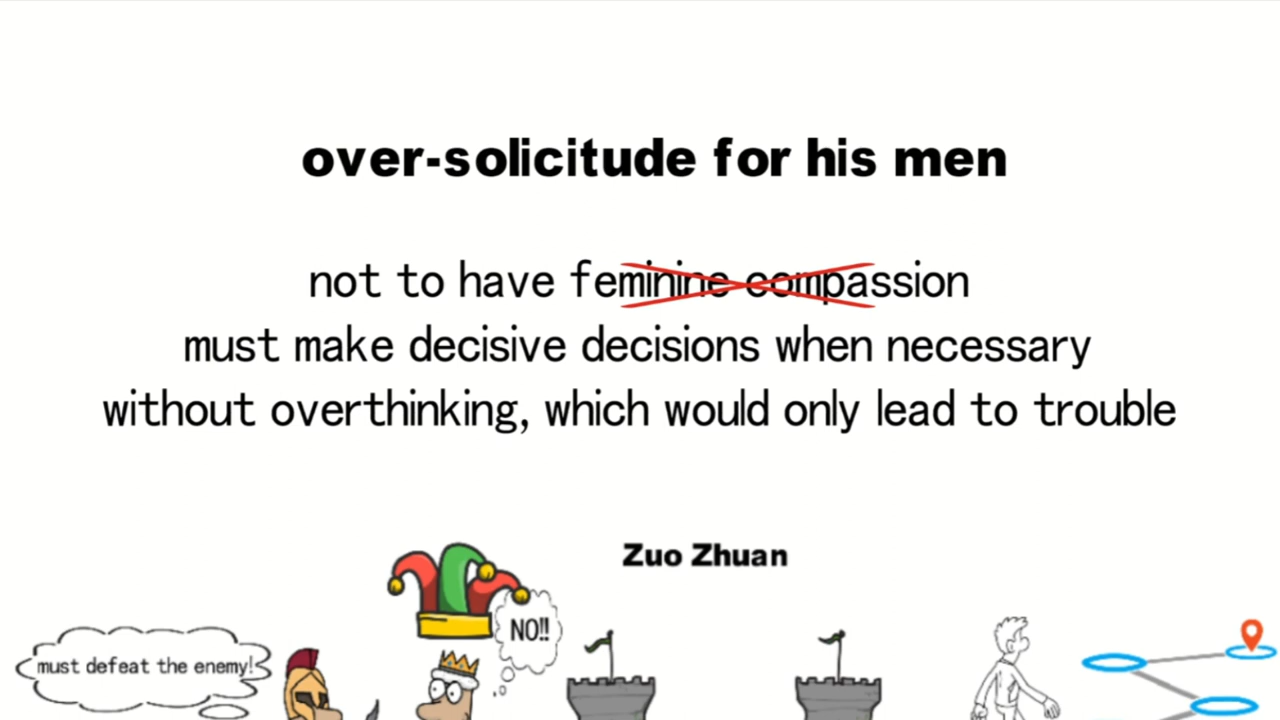 over-solicitude for his men
not to have feminine compassion
must make decisive decisions when necessary
without overthinking, which would only lead to trouble
Zuo Zhuan
NO!!
must defeat the enemy!